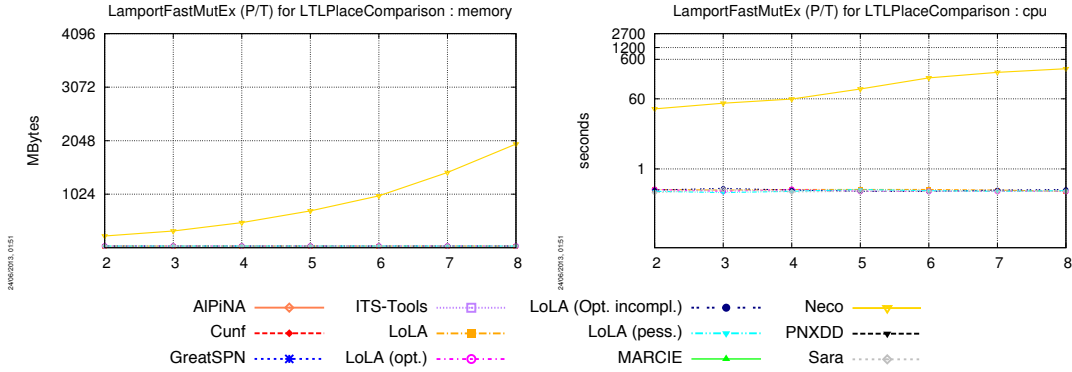 LamportFastMutEx (P/T) for LTLPlaceComparison : memory
4096
3072
2048
1024
MBytes
2 3 4 5 6 7 8
24/06/2013, 01:51
LamportFastMutEx (P/T) for LTLPlaceComparison : cpu
2700
1200
600
60
1
seconds
2 3 4 5 6 7 8
24/06/2013, 01:51
AlPiNA ITS-Tools LoLA (Opt. incompl.) Neco
Cunf LoLA LoLA (pess.) PNXDD
GreatSPN LoLA (opt.) MARCIE Sara